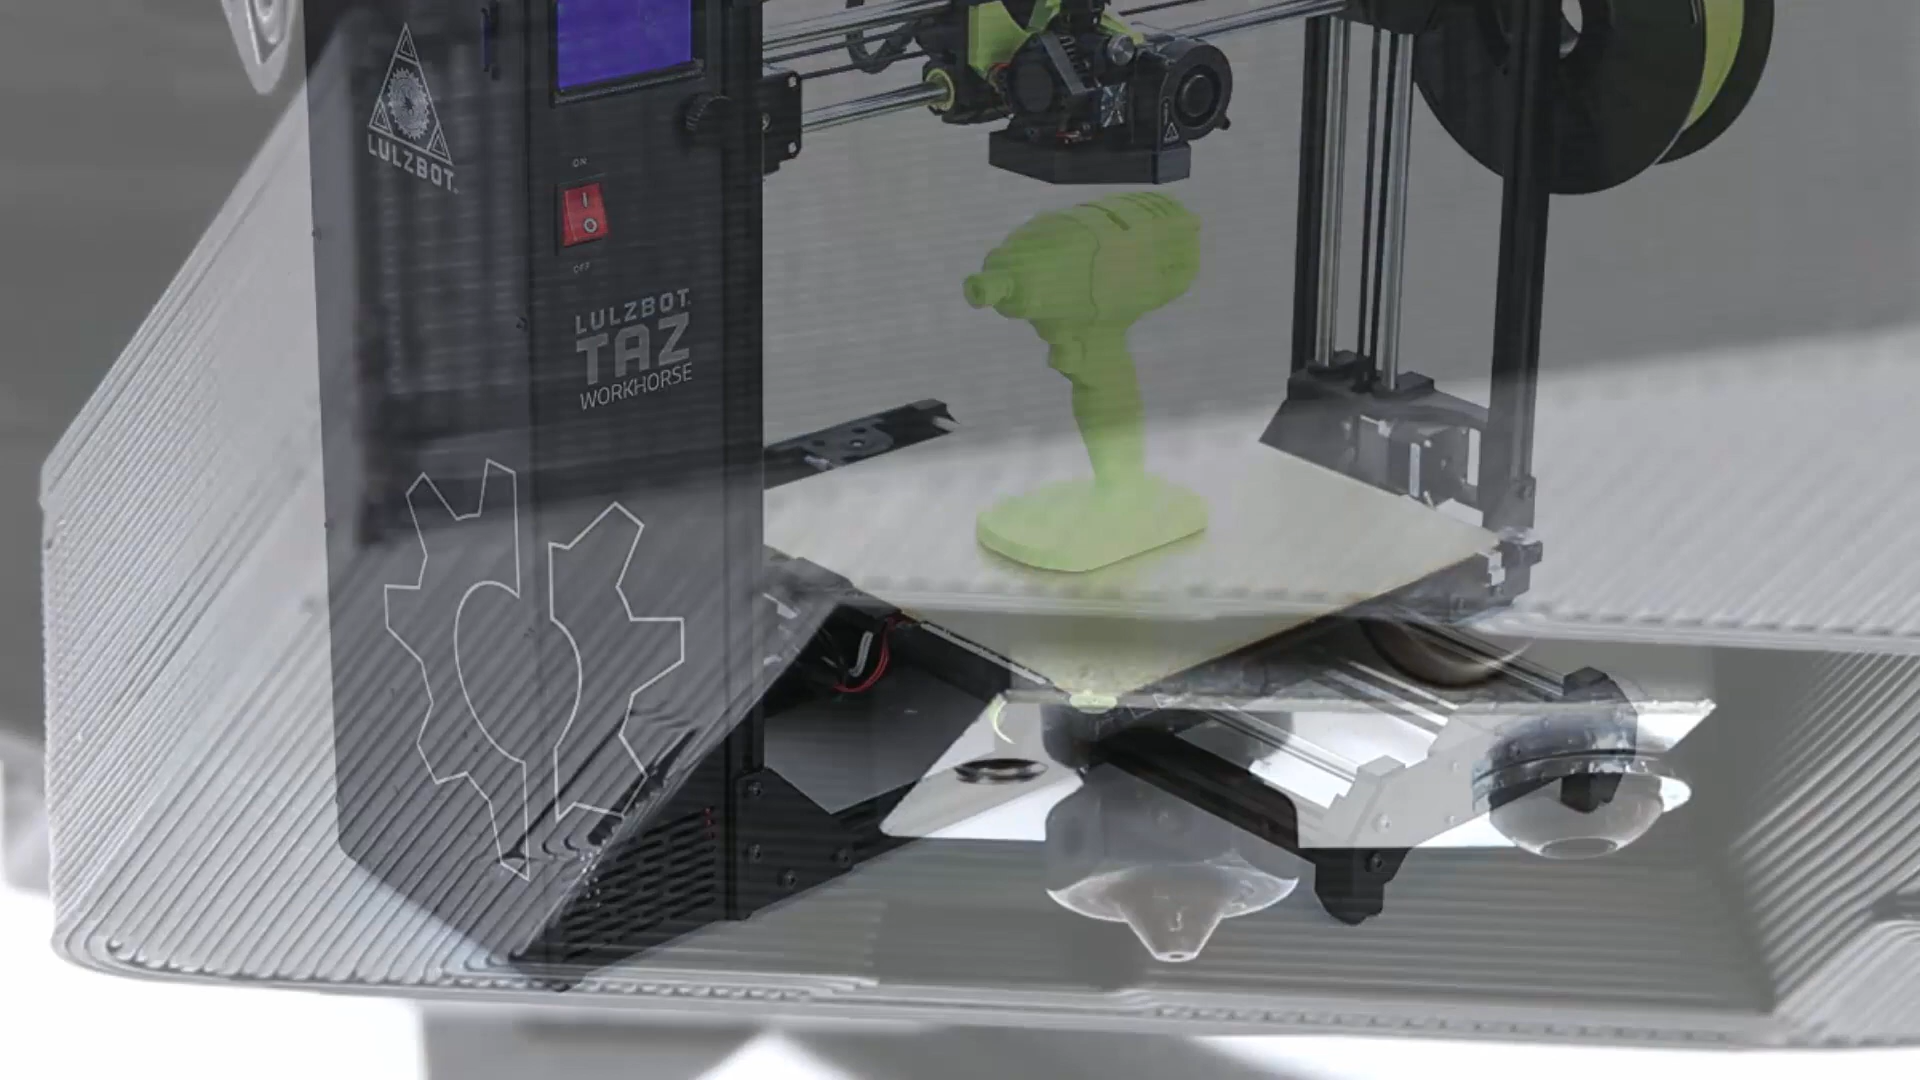 LULZBOT
ON
I
O
OFF
LULZBOT
TAZ
WORKHORSE